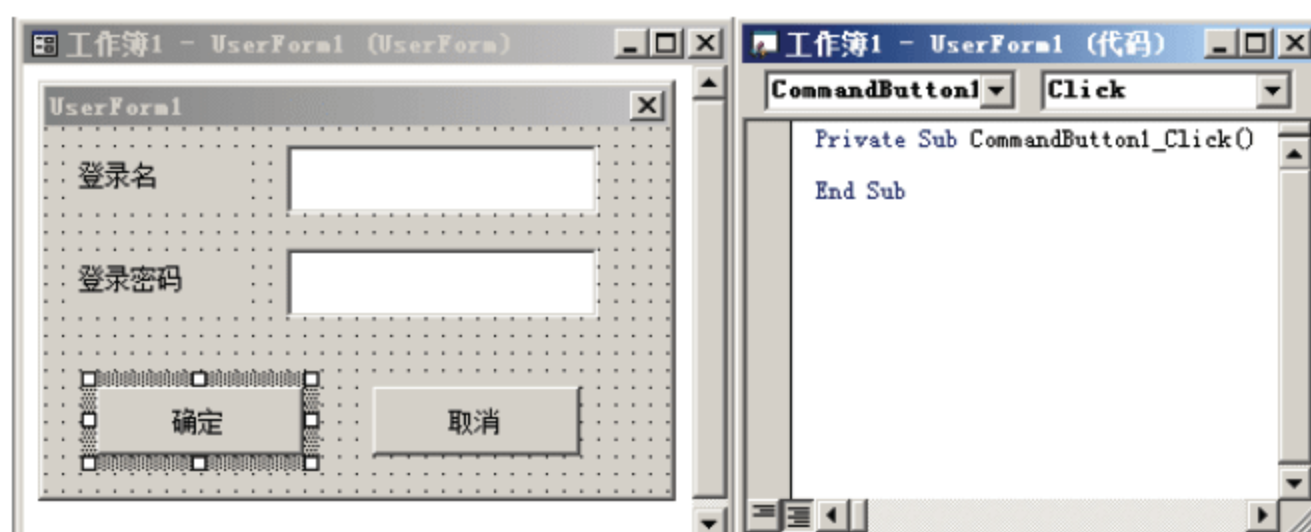 工作簿1 - UserForm1 (UserForm)
UserForm1
登录名
登录密码
确定
取消
工作簿1 - UserForm1 (代码)
CommandButton1
Click
Private Sub CommandButton1_Click()
End Sub